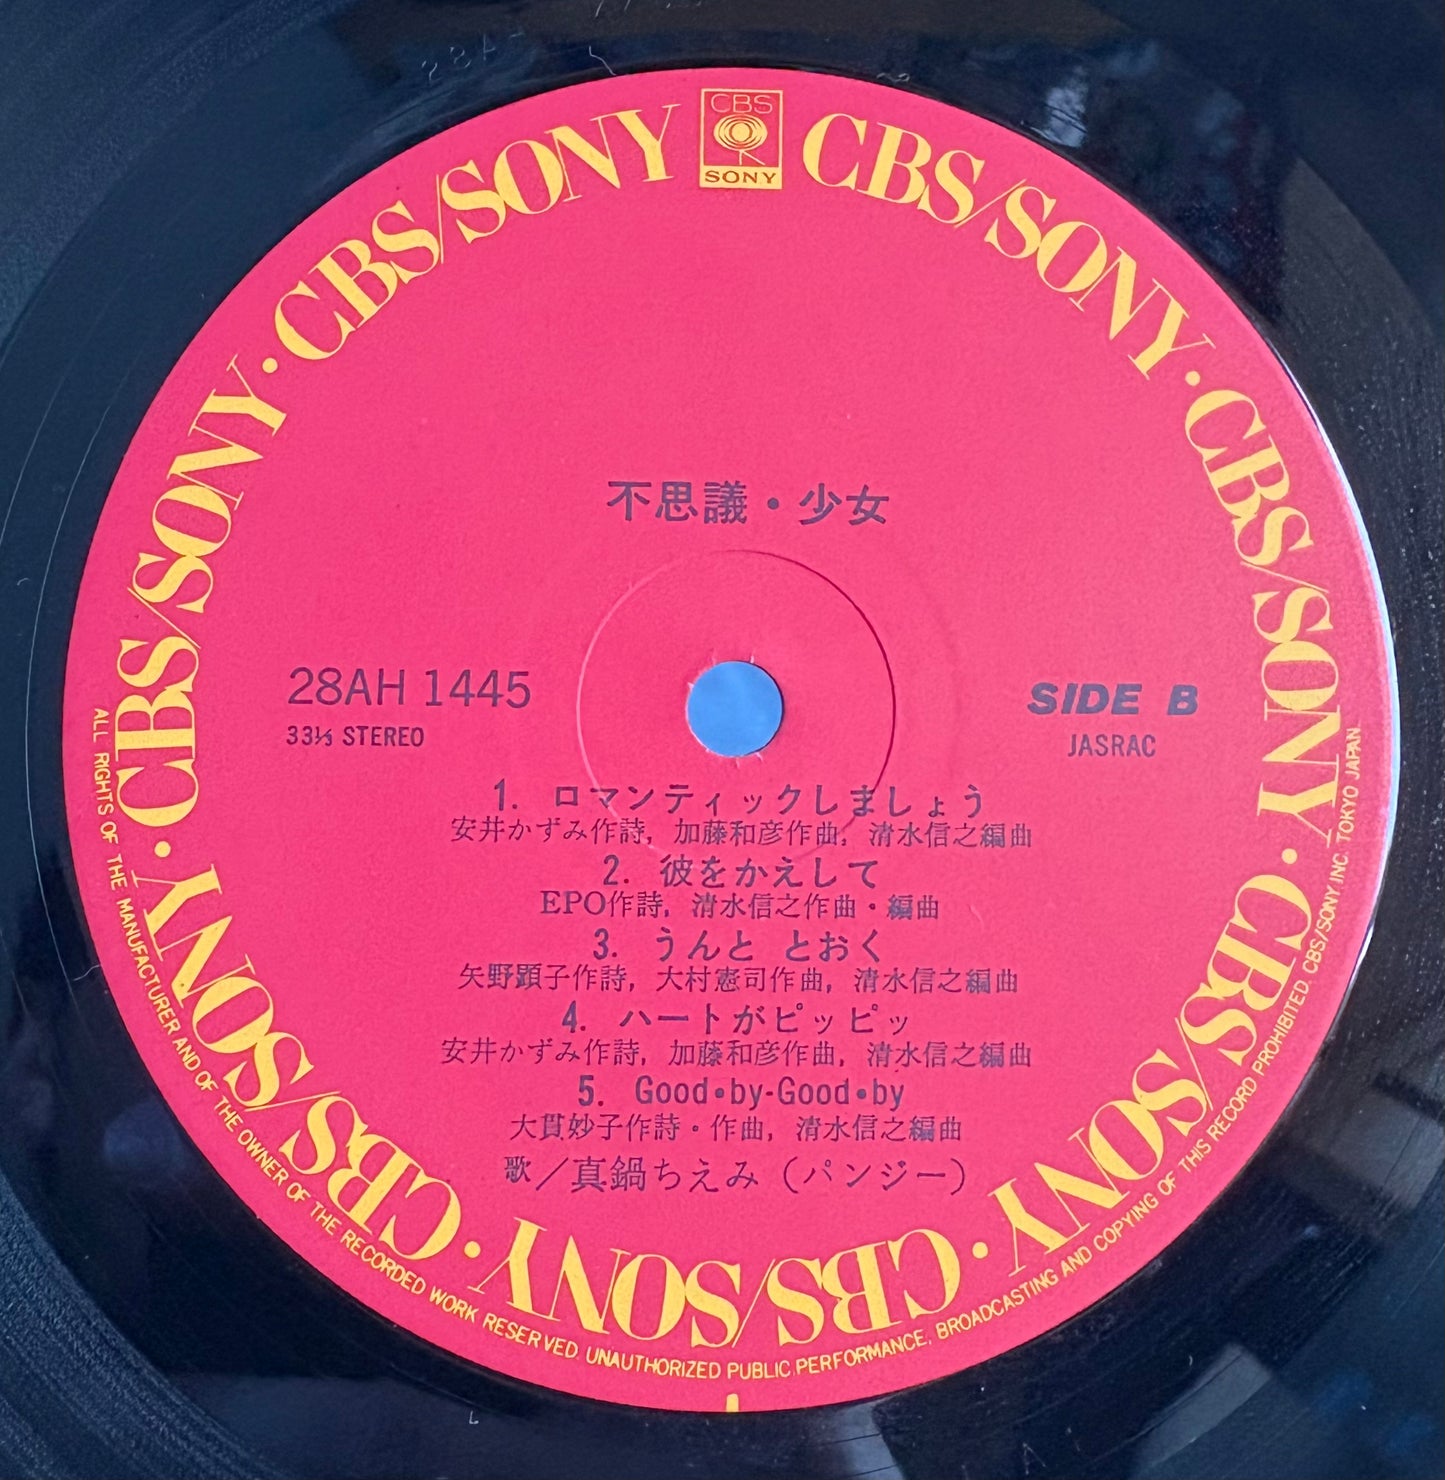 CBS
SONY
CBS/SONY・CBS/SONY・CBS/SONY・CBS/SONY・CBS/SONY・CBS/SONY・CBS/SONY・CBS/SONY
不思議・少女
28AH 1445
33⅓ STEREO
SIDE B
JASRAC
1. ロマンティックしましょう
安井かずみ作詩, 加藤和彦作曲, 清水信之編曲
2. 彼をかえして
EPO作詩, 清水信之作曲・編曲
3. うんと とおく
矢野顕子作詩, 大村憲司作曲, 清水信之編曲
4. ハートがピッピッ
安井かずみ作詩, 加藤和彦作曲, 清水信之編曲
5. Good•by-Good•by
大貫妙子作詩・作曲, 清水信之編曲
歌／真鍋ちえみ（パンジー）
ALL RIGHTS OF THE MANUFACTURER AND OF THE OWNER OF THE RECORDED WORK RESERVED. UNAUTHORIZED PUBLIC PERFORMANCE, BROADCASTING AND COPYING OF THIS RECORD PROHIBITED. CBS/SONY INC. TOKYO JAPAN